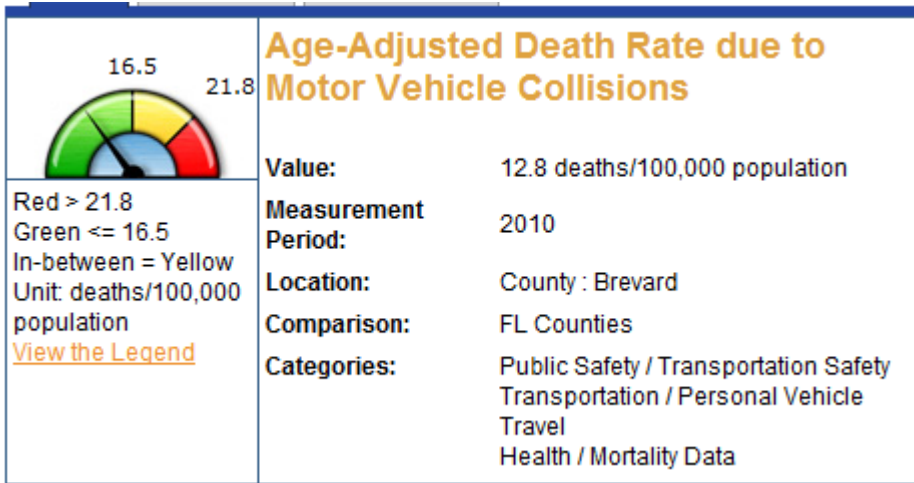 16.5
21.8
Red > 21.8
Green <= 16.5
In-between = Yellow
Unit: deaths/100,000
population
View the Legend
Age-Adjusted Death Rate due to
Motor Vehicle Collisions
Value: 12.8 deaths/100,000 population
Measurement
Period: 2010
Location: County : Brevard
Comparison: FL Counties
Categories: Public Safety / Transportation Safety
Transportation / Personal Vehicle
Travel
Health / Mortality Data